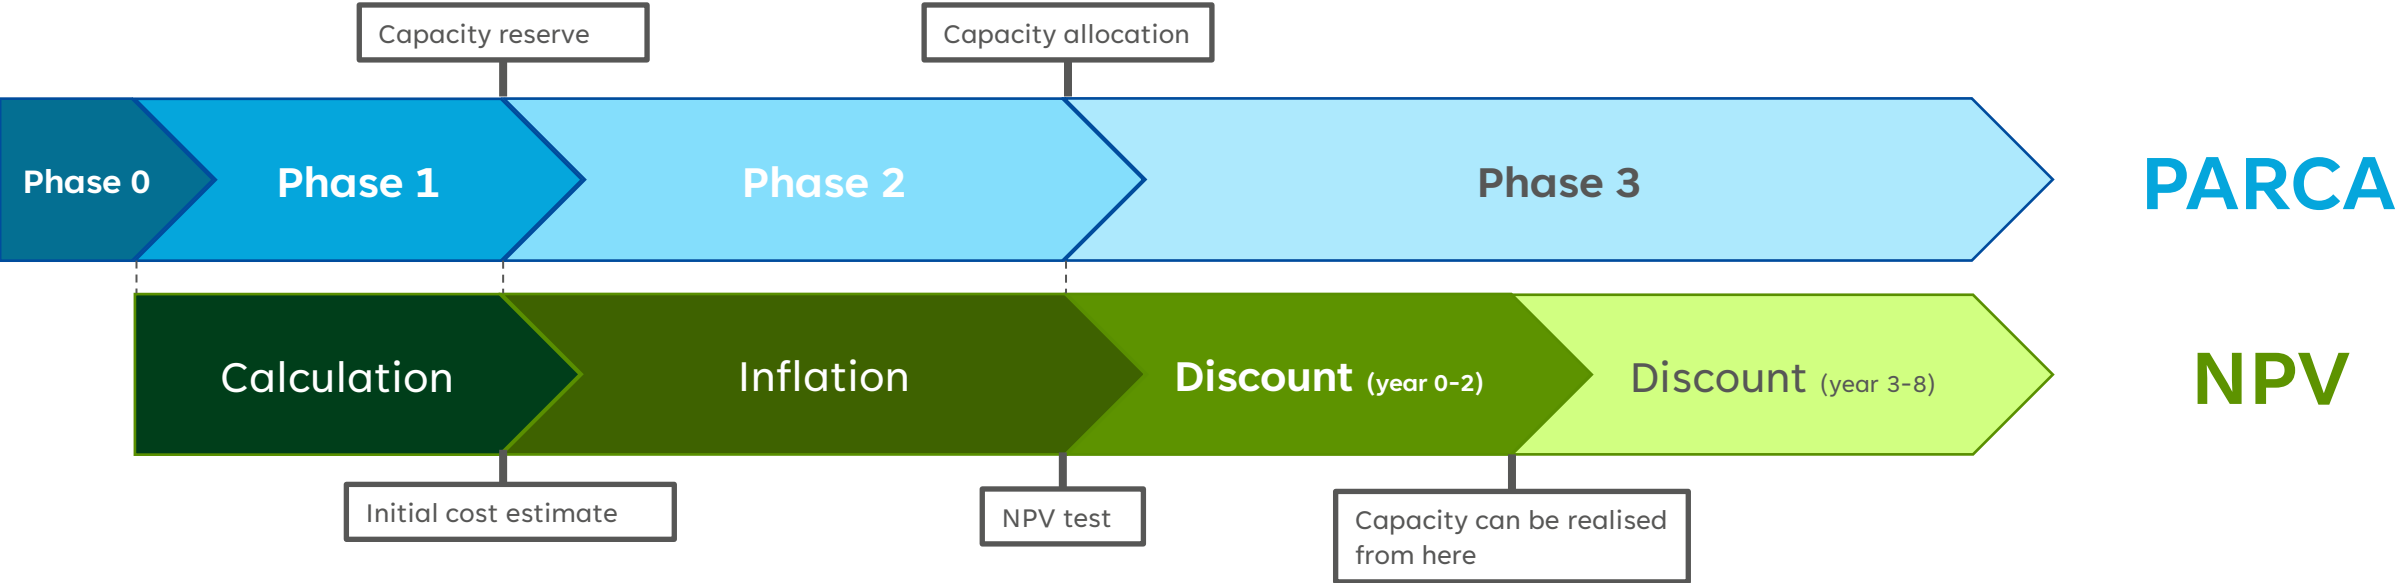 Capacity reserve
Capacity allocation
Phase 0
Phase 1
Phase 2
Phase 3
PARCA
Calculation
Inflation
Discount (year 0-2)
Discount (year 3-8)
NPV
Initial cost estimate
NPV test
Capacity can be realised
from here